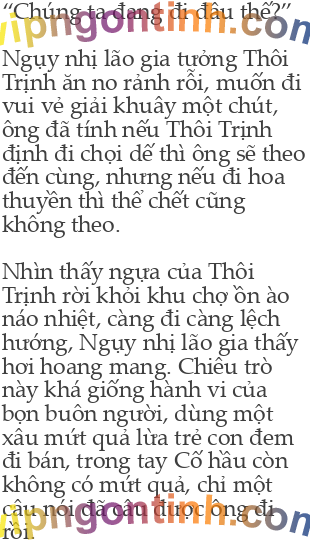 “Chúng ta đang đi đâu thế?”
vipngontinh.com
Ngụy nhị lão gia tưởng Thôi
Trịnh ăn no rảnh rỗi, muốn đi
vui vẻ giải khuây một chút,
ông đã tính nếu Thôi Trịnh
định đi chọi dế thì ông sẽ theo
đến cùng, nhưng nếu đi hoa
thuyền thì thể chết cũng
không theo.
Nhìn thấy ngựa của Thôi
Trịnh rời khỏi khu chợ ồn ào
náo nhiệt, càng đi càng lệch
hướng, Ngụy nhị lão gia thấy
hơi hoang mang. Chiêu trò
này khá giống hành vi của
bọn buôn người, dùng một
xâu mứt quả lừa trẻ con đem
đi bán, trong tay Cố hầu còn
không có mứt quả, chỉ một
câu nói đã câu được ông đi
rồi.
vipngontinh.com